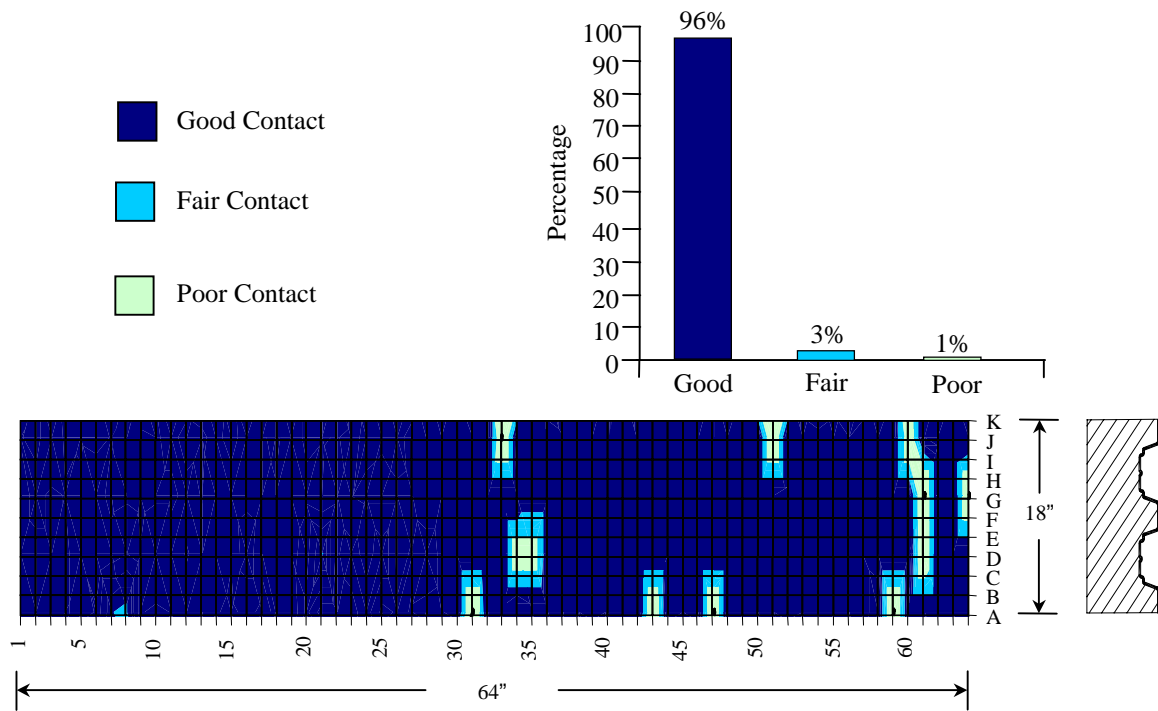 Good Contact
Fair Contact
Poor Contact
96%
3%
1%
Percentage
100
90
80
70
60
50
40
30
20
10
0
Good Fair Poor
K
J
I
H
G
F
E
D
C
B
A
18”
1 5 10 15 20 25 30 35 40 45 50 55 60
64”